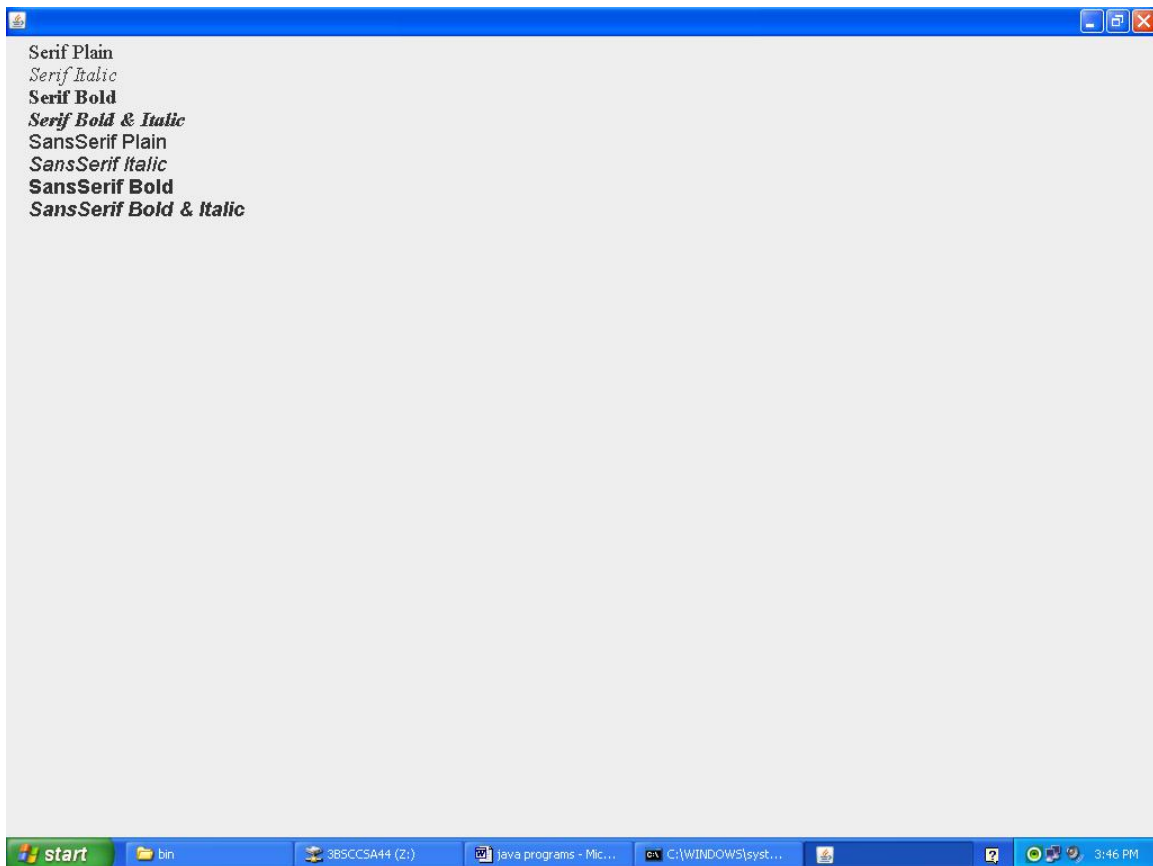 Serif Plain
Serif Italic
Serif Bold
Serif Bold & Italic
SansSerif Plain
SansSerif Italic
SansSerif Bold
SansSerif Bold & Italic
start bin 3BSCCSA44 (Z:) java programs - Mic... C:\WINDOWS\syst... 3:46 PM